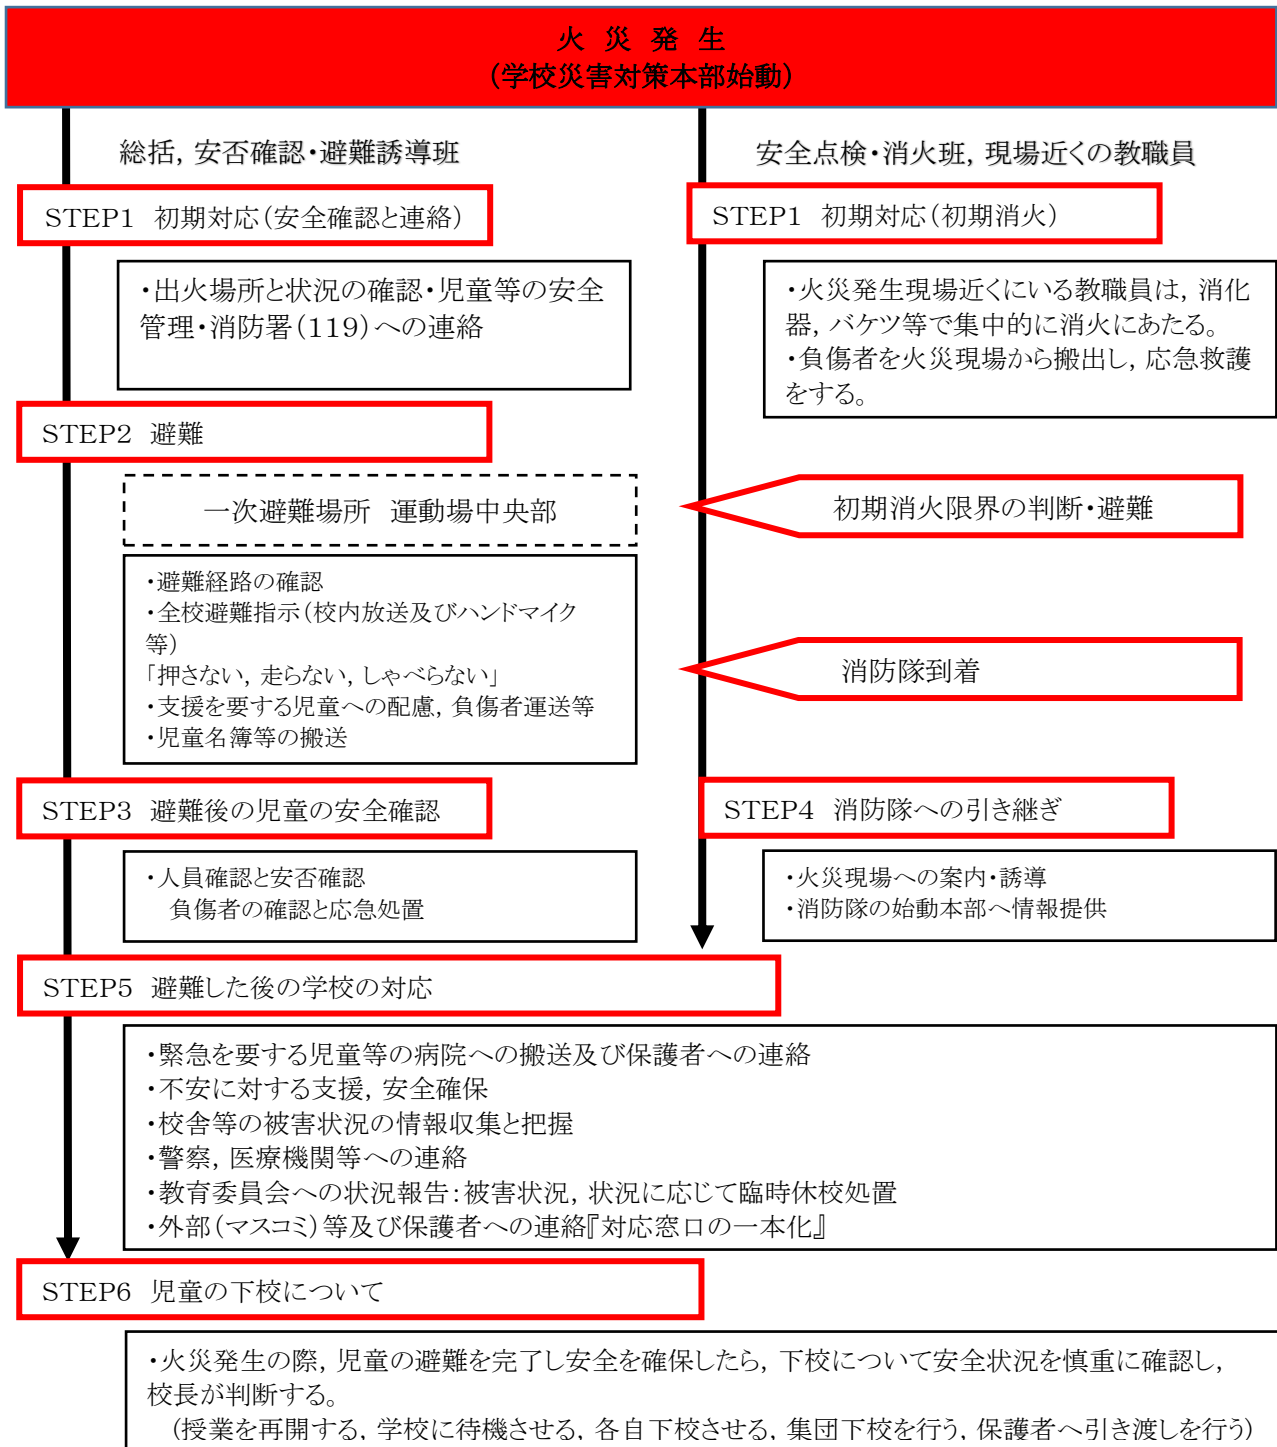 火 災 発 生
(学校災害対策本部始動)
総括，安否確認・避難誘導班
STEP1 初期対応（安全確認と連絡）
・出火場所と状況の確認・児童等の安全
管理・消防署（119）への連絡
STEP2 避難
一次避難場所 運動場中央部
・避難経路の確認
・全校避難指示（校内放送及びハンドマイク
等）
「押さない，走らない，しゃべらない」
・支援を要する児童への配慮，負傷者運送等
・児童名簿等の搬送
STEP3 避難後の児童の安全確認
・人員確認と安否確認
負傷者の確認と応急処置
安全点検・消火班，現場近くの教職員
STEP1 初期対応（初期消火）
・火災発生現場近くにいる教職員は，消化
器，バケツ等で集中的に消火にあたる。
・負傷者を火災現場から搬出し，応急救護
をする。
初期消火限界の判断・避難
消防隊到着
STEP4 消防隊への引き継ぎ
・火災現場への案内・誘導
・消防隊の始動本部へ情報提供
STEP5 避難した後の学校の対応
・緊急を要する児童等の病院への搬送及び保護者への連絡
・不安に対する支援，安全確保
・校舎等の被害状況の情報収集と把握
・警察，医療機関等への連絡
・教育委員会への状況報告：被害状況，状況に応じて臨時休校処置
・外部（マスコミ）等及び保護者への連絡『対応窓口の一本化』
STEP6 児童の下校について
・火災発生の際，児童の避難を完了し安全を確保したら，下校について安全状況を慎重に確認し，
校長が判断する。
（授業を再開する，学校に待機させる，各自下校させる，集団下校を行う，保護者へ引き渡しを行う）